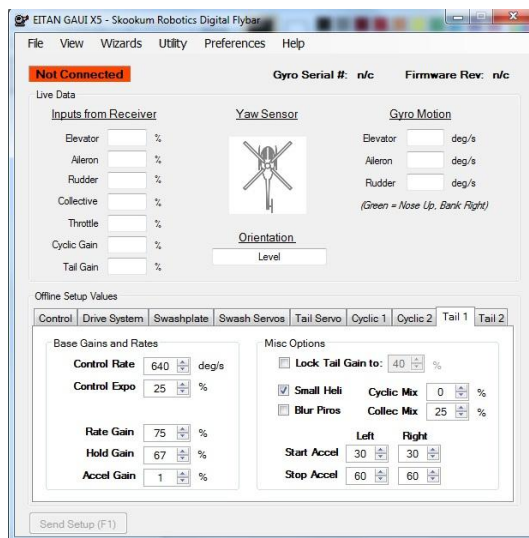 EITAN GAUI X5 - Skookum Robotics Digital Flybar
File View Wizards Utility Preferences Help
Not Connected Gyro Serial #: n/c Firmware Rev: n/c
Live Data
Inputs from Receiver Yaw Sensor Gyro Motion
Elevator % Elevator deg/s
Aileron % Aileron deg/s
Rudder % Rudder deg/s
Collective % (Green = Nose Up, Bank Right)
Throttle %
Cyclic Gain % Orientation
Tail Gain % Level
Offline Setup Values
Control Drive System Swashplate Swash Servos Tail Servo Cyclic 1 Cyclic 2 Tail 1 Tail 2
Base Gains and Rates Misc Options
Control Rate 640 deg/s Lock Tail Gain to: 40 %
Control Expo 25 % Small Heli Cyclic Mix 0 %
Blur Piros Collec Mix 25 %
Rate Gain 75 % Left Right
Hold Gain 67 % Start Accel 30 30
Accel Gain 1 % Stop Accel 60 60
Send Setup (F1)